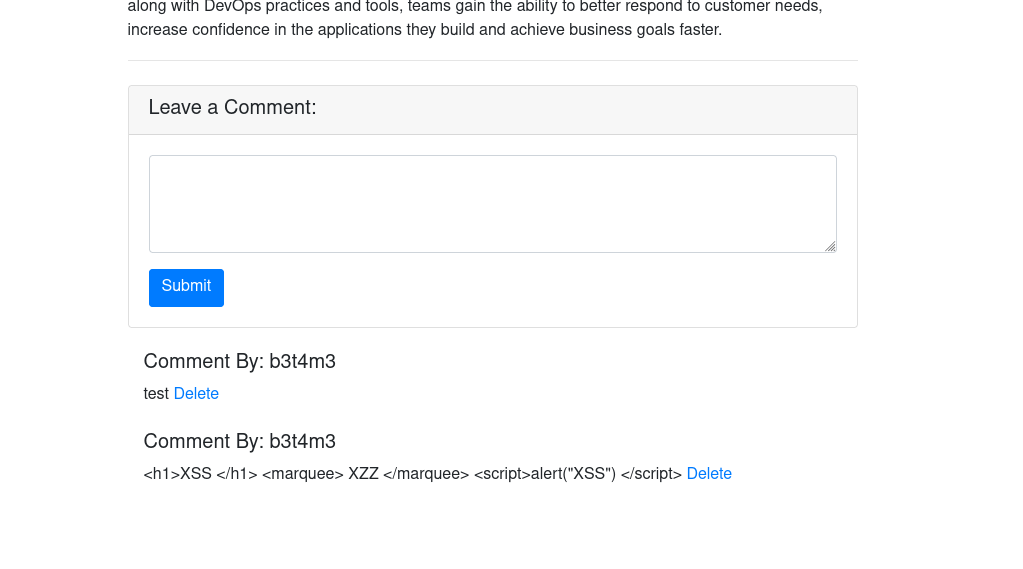 along with DevOps practices and tools, teams gain the ability to better respond to customer needs,
increase confidence in the applications they build and achieve business goals faster.
Leave a Comment:
Submit
Comment By: b3t4m3
test Delete
Comment By: b3t4m3
<h1>XSS </h1> <marquee> XZZ </marquee> <script>alert("XSS") </script> Delete